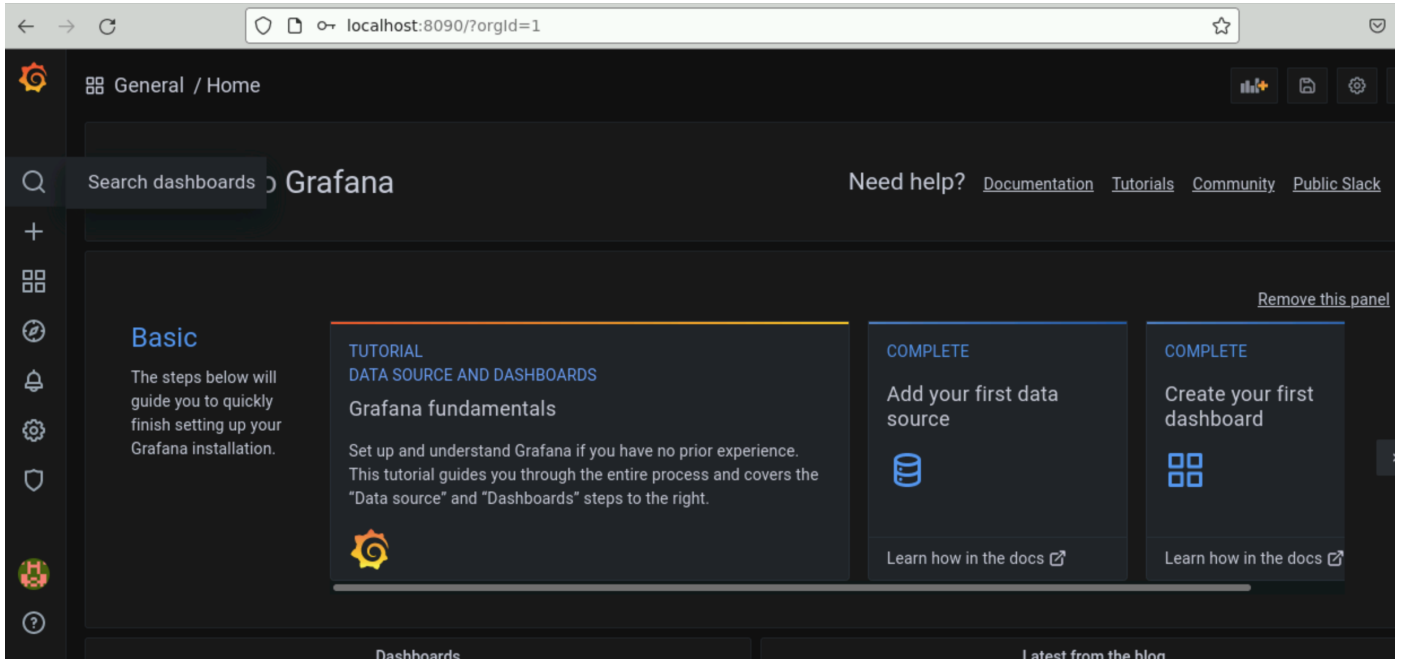 localhost:8090/?orgId=1
General / Home
Search dashboards
Grafana
Need help? Documentation Tutorials Community Public Slack
Remove this panel
Basic
The steps below will
guide you to quickly
finish setting up your
Grafana installation.
TUTORIAL
DATA SOURCE AND DASHBOARDS
Grafana fundamentals
Set up and understand Grafana if you have no prior experience.
This tutorial guides you through the entire process and covers the
“Data source” and “Dashboards” steps to the right.
COMPLETE
Add your first data
source
Learn how in the docs
COMPLETE
Create your first
dashboard
Learn how in the docs
Dashboards
Latest from the blog